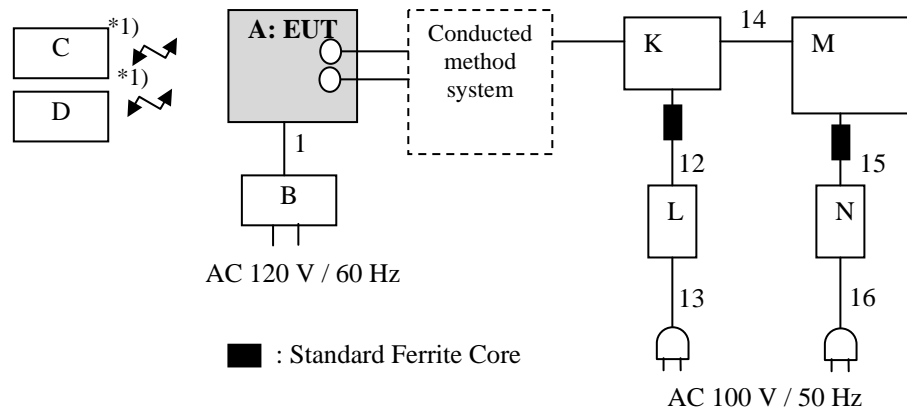 *1)
C
*1)
D
A: EUT
1
B
AC 120 V / 60 Hz
Conducted
method
system
K
14
M
12
15
L
N
13
16
: Standard Ferrite Core
AC 100 V / 50 Hz